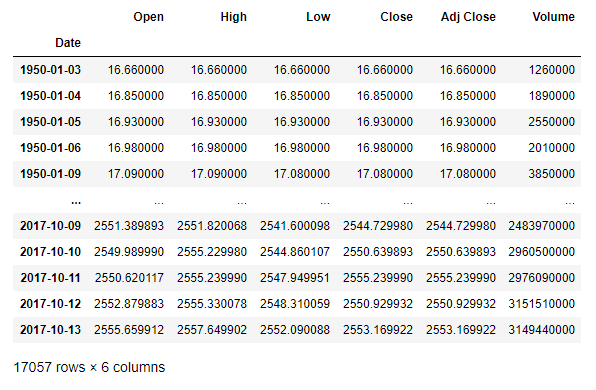 Open High Low Close Adj Close Volume
Date
1950-01-03 16.660000 16.660000 16.660000 16.660000 16.660000 1260000
1950-01-04 16.850000 16.850000 16.850000 16.850000 16.850000 1890000
1950-01-05 16.930000 16.930000 16.930000 16.930000 16.930000 2550000
1950-01-06 16.980000 16.980000 16.980000 16.980000 16.980000 2010000
1950-01-09 17.090000 17.090000 17.080000 17.080000 17.080000 3850000
... ... ... ... ... ... ...
2017-10-09 2551.389893 2551.820068 2541.600098 2544.729980 2544.729980 2483970000
2017-10-10 2549.989990 2555.229980 2544.860107 2550.639893 2550.639893 2960500000
2017-10-11 2550.620117 2555.239990 2547.949951 2555.239990 2555.239990 2976090000
2017-10-12 2552.879883 2555.330078 2548.310059 2550.929932 2550.929932 3151510000
2017-10-13 2555.659912 2557.649902 2552.090088 2553.169922 2553.169922 3149440000
17057 rows × 6 columns